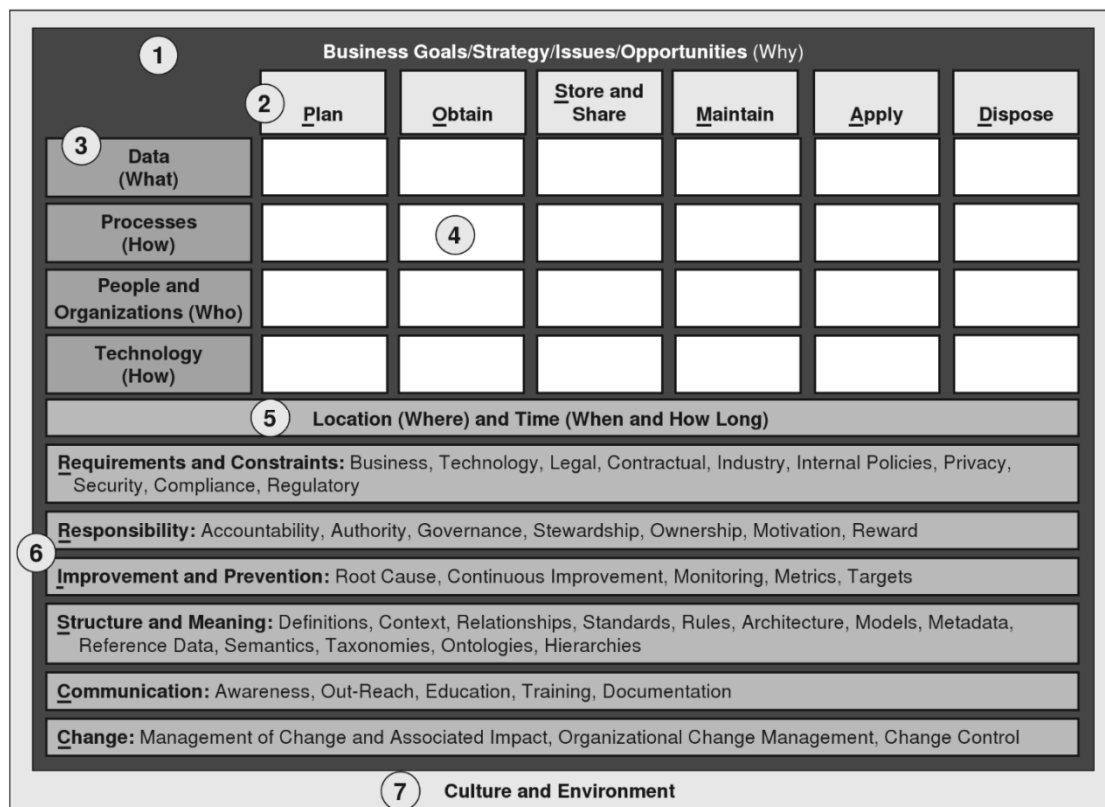 1
Business Goals/Strategy/Issues/Opportunities (Why)
2
Plan
Obtain
Store and
Share
Maintain
Apply
Dispose
3
Data
(What)
Processes
(How)
4
People and
Organizations (Who)
Technology
(How)
5
Location (Where) and Time (When and How Long)
Requirements and Constraints: Business, Technology, Legal, Contractual, Industry, Internal Policies, Privacy,
Security, Compliance, Regulatory
Responsibility: Accountability, Authority, Governance, Stewardship, Ownership, Motivation, Reward
6
Improvement and Prevention: Root Cause, Continuous Improvement, Monitoring, Metrics, Targets
Structure and Meaning: Definitions, Context, Relationships, Standards, Rules, Architecture, Models, Metadata,
Reference Data, Semantics, Taxonomies, Ontologies, Hierarchies
Communication: Awareness, Out-Reach, Education, Training, Documentation
Change: Management of Change and Associated Impact, Organizational Change Management, Change Control
7
Culture and Environment